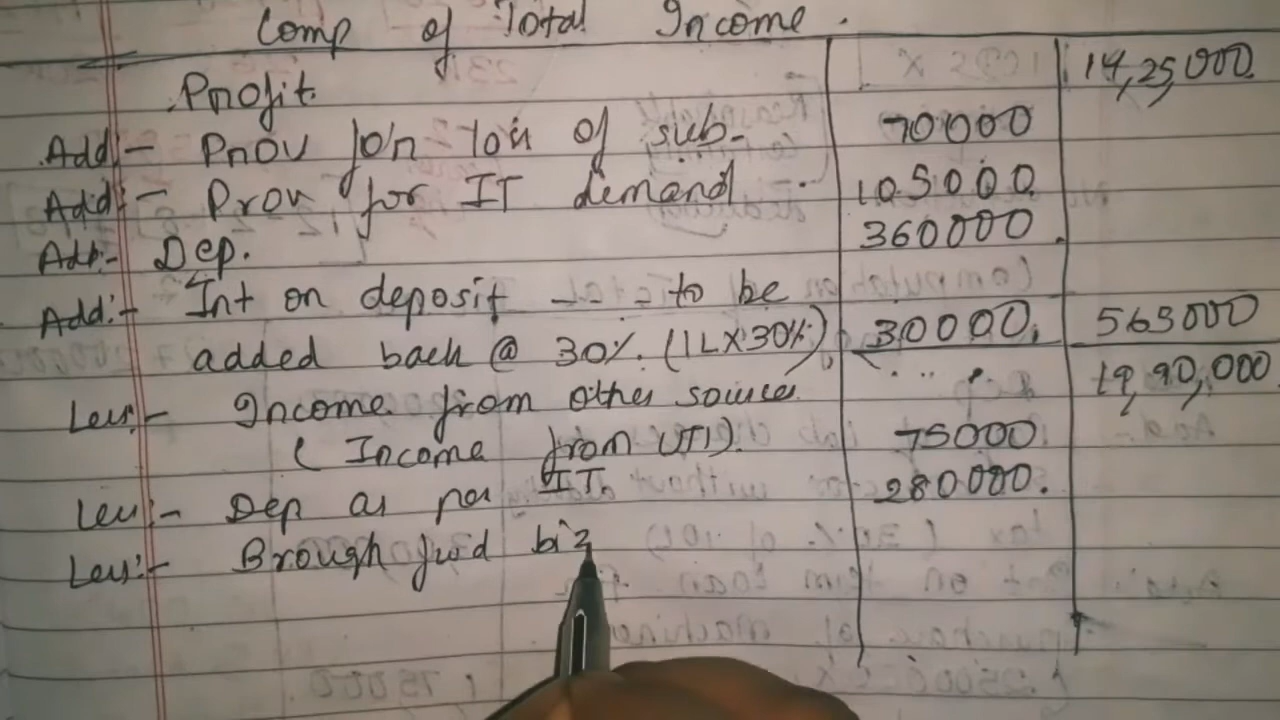 Comp of Total Income.
Profit. 14,25,000
Add:- Prov for loss of sub- 70000
Add:- Prov for IT demand. 105000
Add:- Dep. 360000.
Add:- Int on deposit - to be
added back @ 30%. (1L X 30%) 30000. 565000
19,90,000
Less:- Income from other source
( Income from UTI). 75000
Less:- Dep as per IT. 280000.
Less:- Brough fwd biz